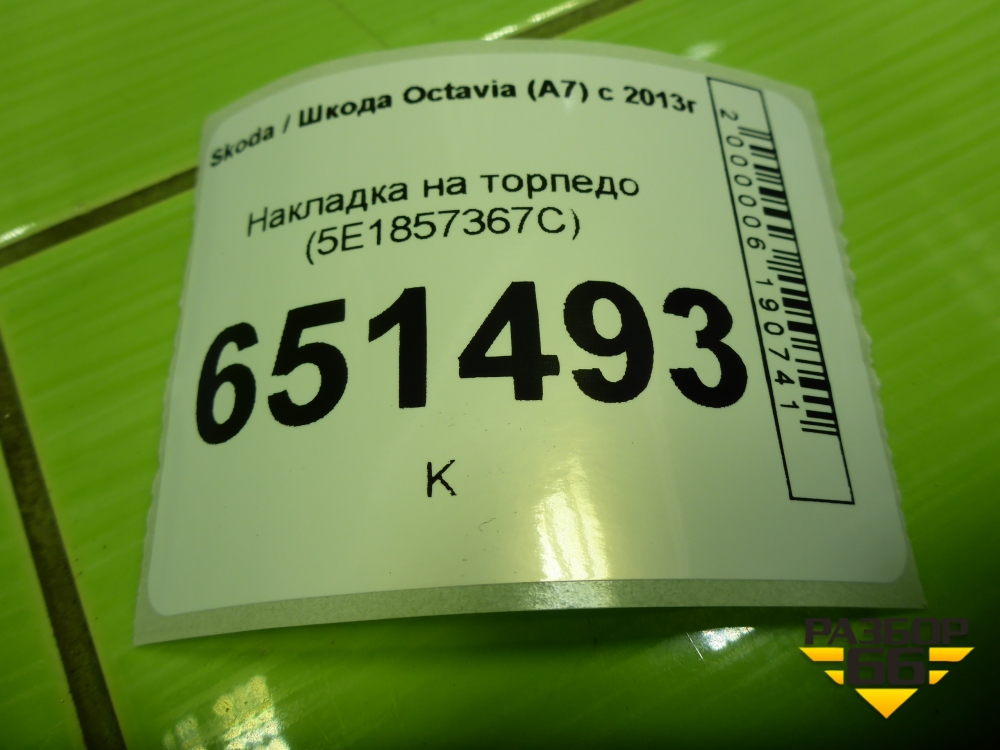 Skoda / Шкода Octavia (A7) с 2013г
Накладка на торпедо
(5E1857367C)
651493
К
2000006190741
РАЗБОР
66